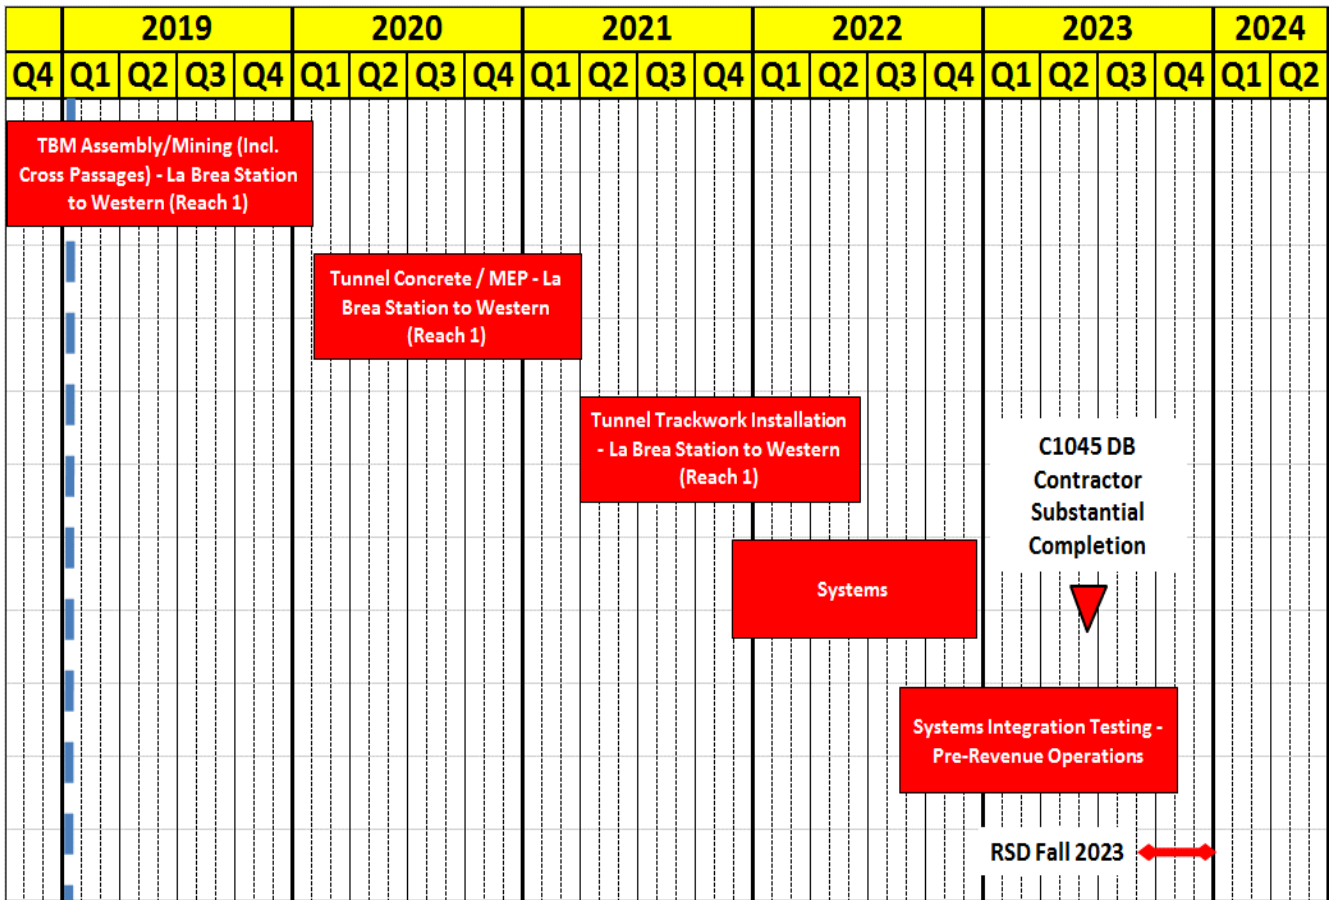 2019 2020 2021 2022 2023 2024
Q4 Q1 Q2 Q3 Q4 Q1 Q2 Q3 Q4 Q1 Q2 Q3 Q4 Q1 Q2 Q3 Q4 Q1 Q2 Q3 Q4 Q1 Q2
TBM Assembly/Mining (Incl.
Cross Passages) - La Brea Station
to Western (Reach 1)
Tunnel Concrete / MEP - La
Brea Station to Western
(Reach 1)
Tunnel Trackwork Installation
- La Brea Station to Western
(Reach 1)
C1045 DB
Contractor
Substantial
Completion
Systems
Systems Integration Testing -
Pre-Revenue Operations
RSD Fall 2023